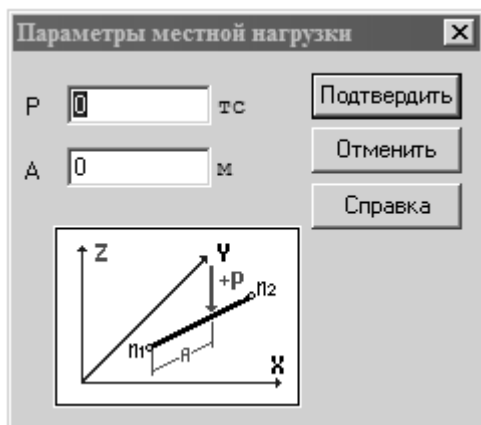 Параметры местной нагрузки
P 0 тс
Подтвердить
A 0 м
Отменить
Справка
Z Y
+P
n2
n1
A
X